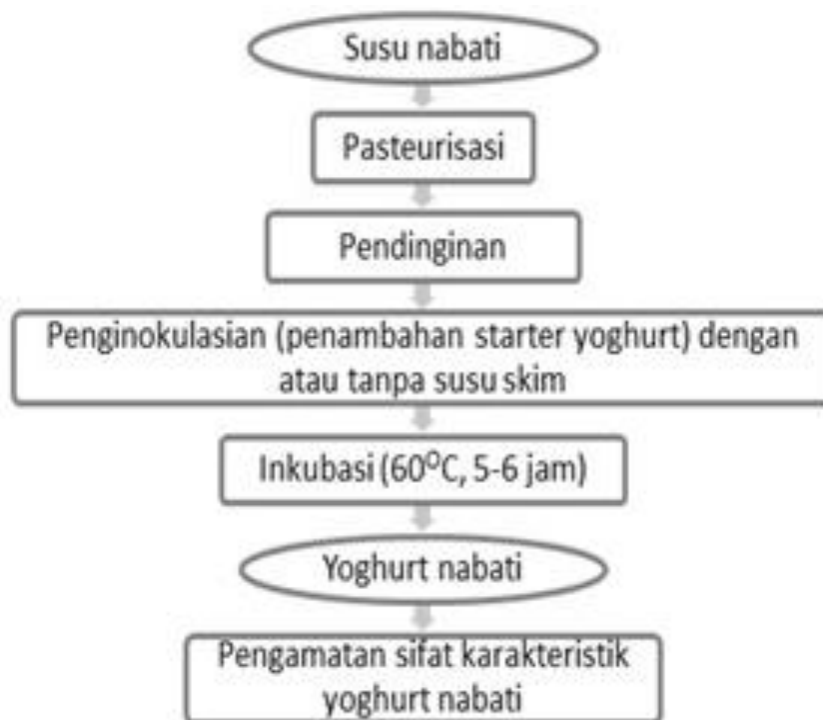 Susu nabati
Pasteurisasi
Pendinginan
Penginokulasian (penambahan starter yoghurt) dengan
atau tanpa susu skim
Inkubasi (60⁰C, 5-6 jam)
Yoghurt nabati
Pengamatan sifat karakteristik
yoghurt nabati